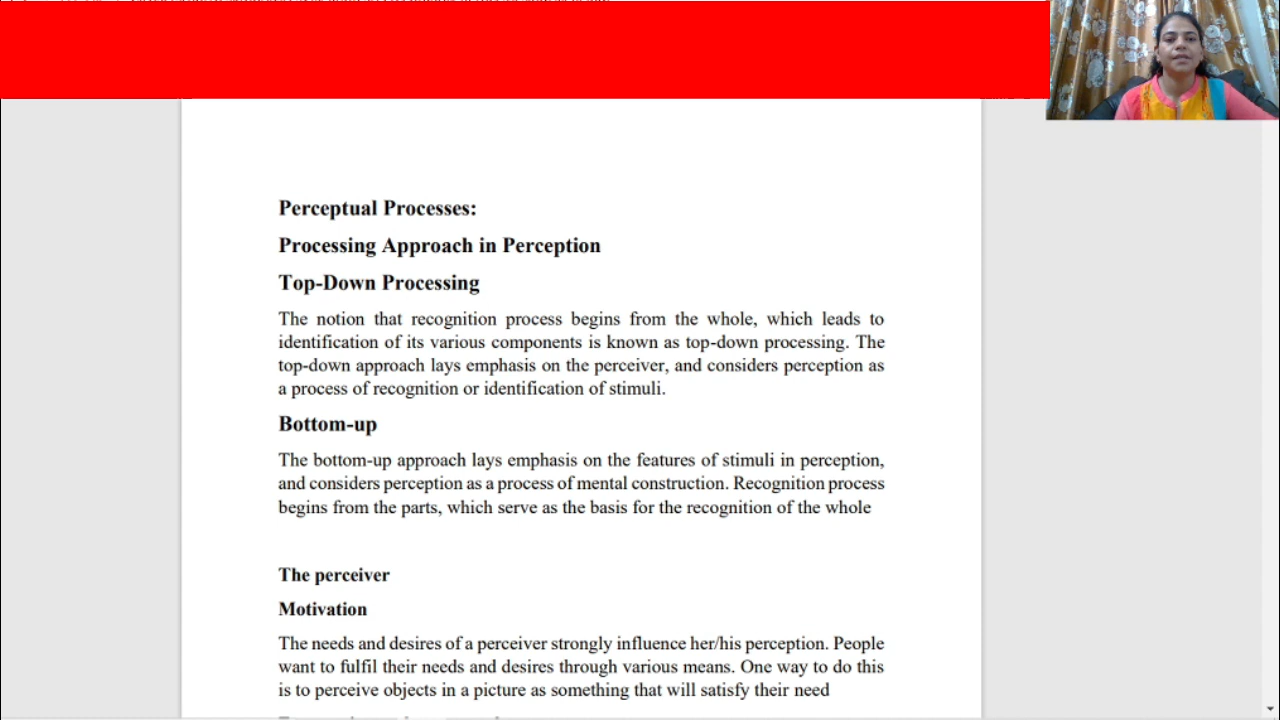 Perceptual Processes:
Processing Approach in Perception
Top-Down Processing
The notion that recognition process begins from the whole, which leads to
identification of its various components is known as top-down processing. The
top-down approach lays emphasis on the perceiver, and considers perception as
a process of recognition or identification of stimuli.
Bottom-up
The bottom-up approach lays emphasis on the features of stimuli in perception,
and considers perception as a process of mental construction. Recognition process
begins from the parts, which serve as the basis for the recognition of the whole
The perceiver
Motivation
The needs and desires of a perceiver strongly influence her/his perception. People
want to fulfil their needs and desires through various means. One way to do this
is to perceive objects in a picture as something that will satisfy their need